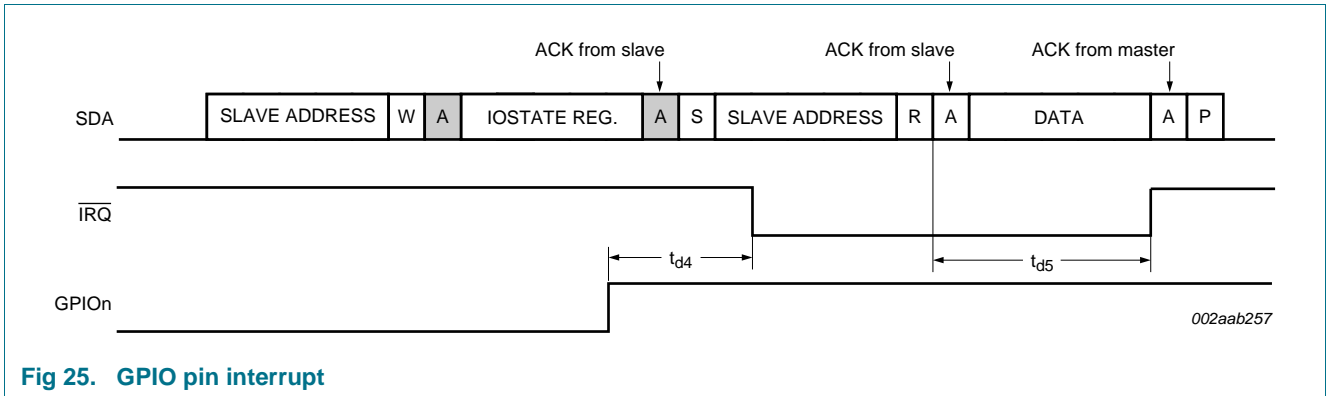 ACK from slave ACK from slave ACK from master
SDA SLAVE ADDRESS W A IOSTATE REG. A S SLAVE ADDRESS R A DATA A P
IRQ
td4 td5
GPIOn
002aab257
Fig 25. GPIO pin interrupt